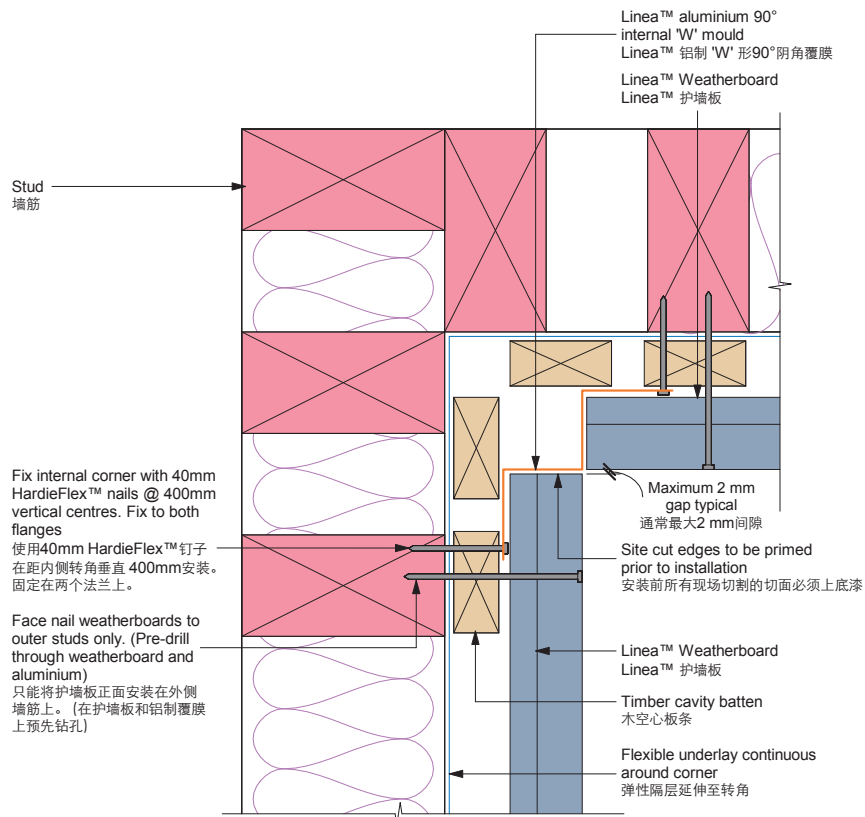 Linea™ aluminium 90°
internal 'W' mould
Linea™ 铝制 'W' 形90°阴角覆膜
Linea™ Weatherboard
Linea™ 护墙板
Stud
墙筋
Fix internal corner with 40mm
HardieFlex™ nails @ 400mm
vertical centres. Fix to both
flanges
使用40mm HardieFlex™钉子
在距内侧转角垂直 400mm安装。
固定在两个法兰上。
Face nail weatherboards to
outer studs only. (Pre-drill
through weatherboard and
aluminium)
只能将护墙板正面安装在外侧
墙筋上。 (在护墙板和铝制覆膜
上预先钻孔)
Maximum 2 mm
gap typical
通常最大2 mm间隙
Site cut edges to be primed
prior to installation
安装前所有现场切割的切面必须上底漆
Linea™ Weatherboard
Linea™ 护墙板
Timber cavity batten
木空心板条
Flexible underlay continuous
around corner
弹性隔层延伸至转角